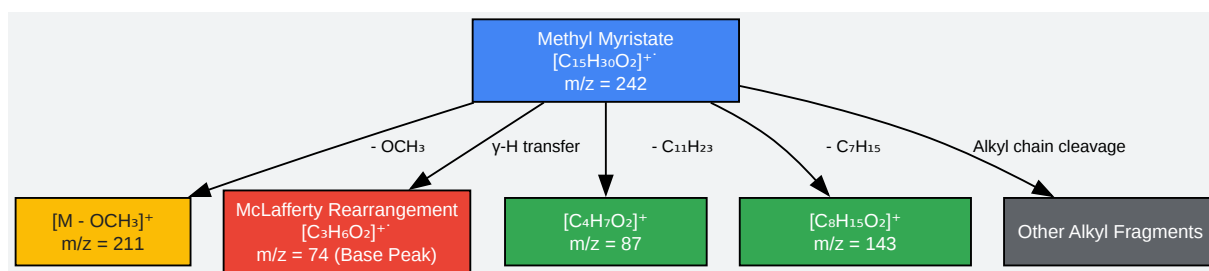 Methyl Myristate
[C₁₅H₃₀O₂]⁺˙
m/z = 242
- OCH₃
γ-H transfer
- C₁₁H₂₃
- C₇H₁₅
Alkyl chain cleavage
[M - OCH₃]⁺
m/z = 211
McLafferty Rearrangement
[C₃H₆O₂]⁺˙
m/z = 74 (Base Peak)
[C₄H₇O₂]⁺
m/z = 87
[C₈H₁₅O₂]⁺
m/z = 143
Other Alkyl Fragments